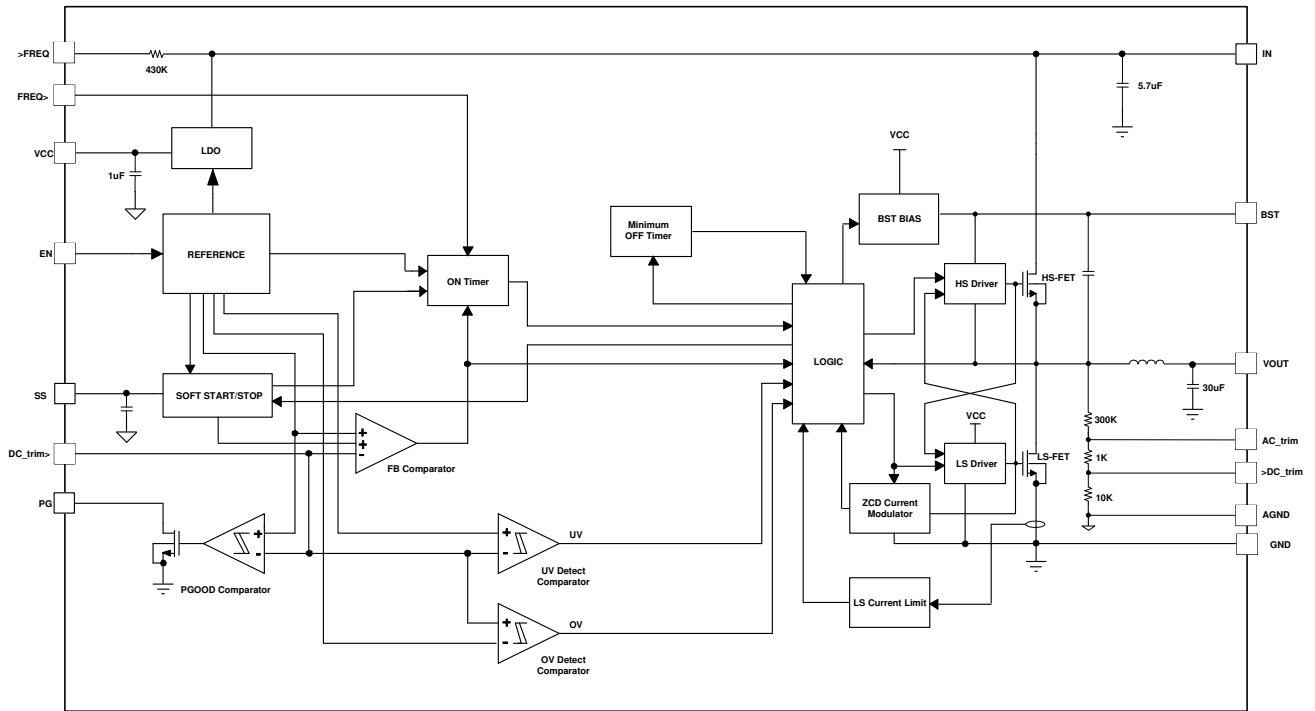 >FREQ
430K
IN
5.7uF
FREQ>
VCC
LDO
VCC
1uF
BST BIAS
BST
Minimum
OFF Timer
EN
REFERENCE
ON Timer
HS Driver
HS-FET
LOGIC
VOUT
30uF
SS
SOFT START/STOP
VCC
300K
AC_trim
+
+
-
FB Comparator
DC_trim>
LS Driver
LS-FET
1K
>DC_trim
10K
PG
ZCD Current
Modulator
AGND
GND
+
-
PGOOD Comparator
+
-
UV
UV Detect
Comparator
LS Current Limit
+
-
OV
OV Detect
Comparator